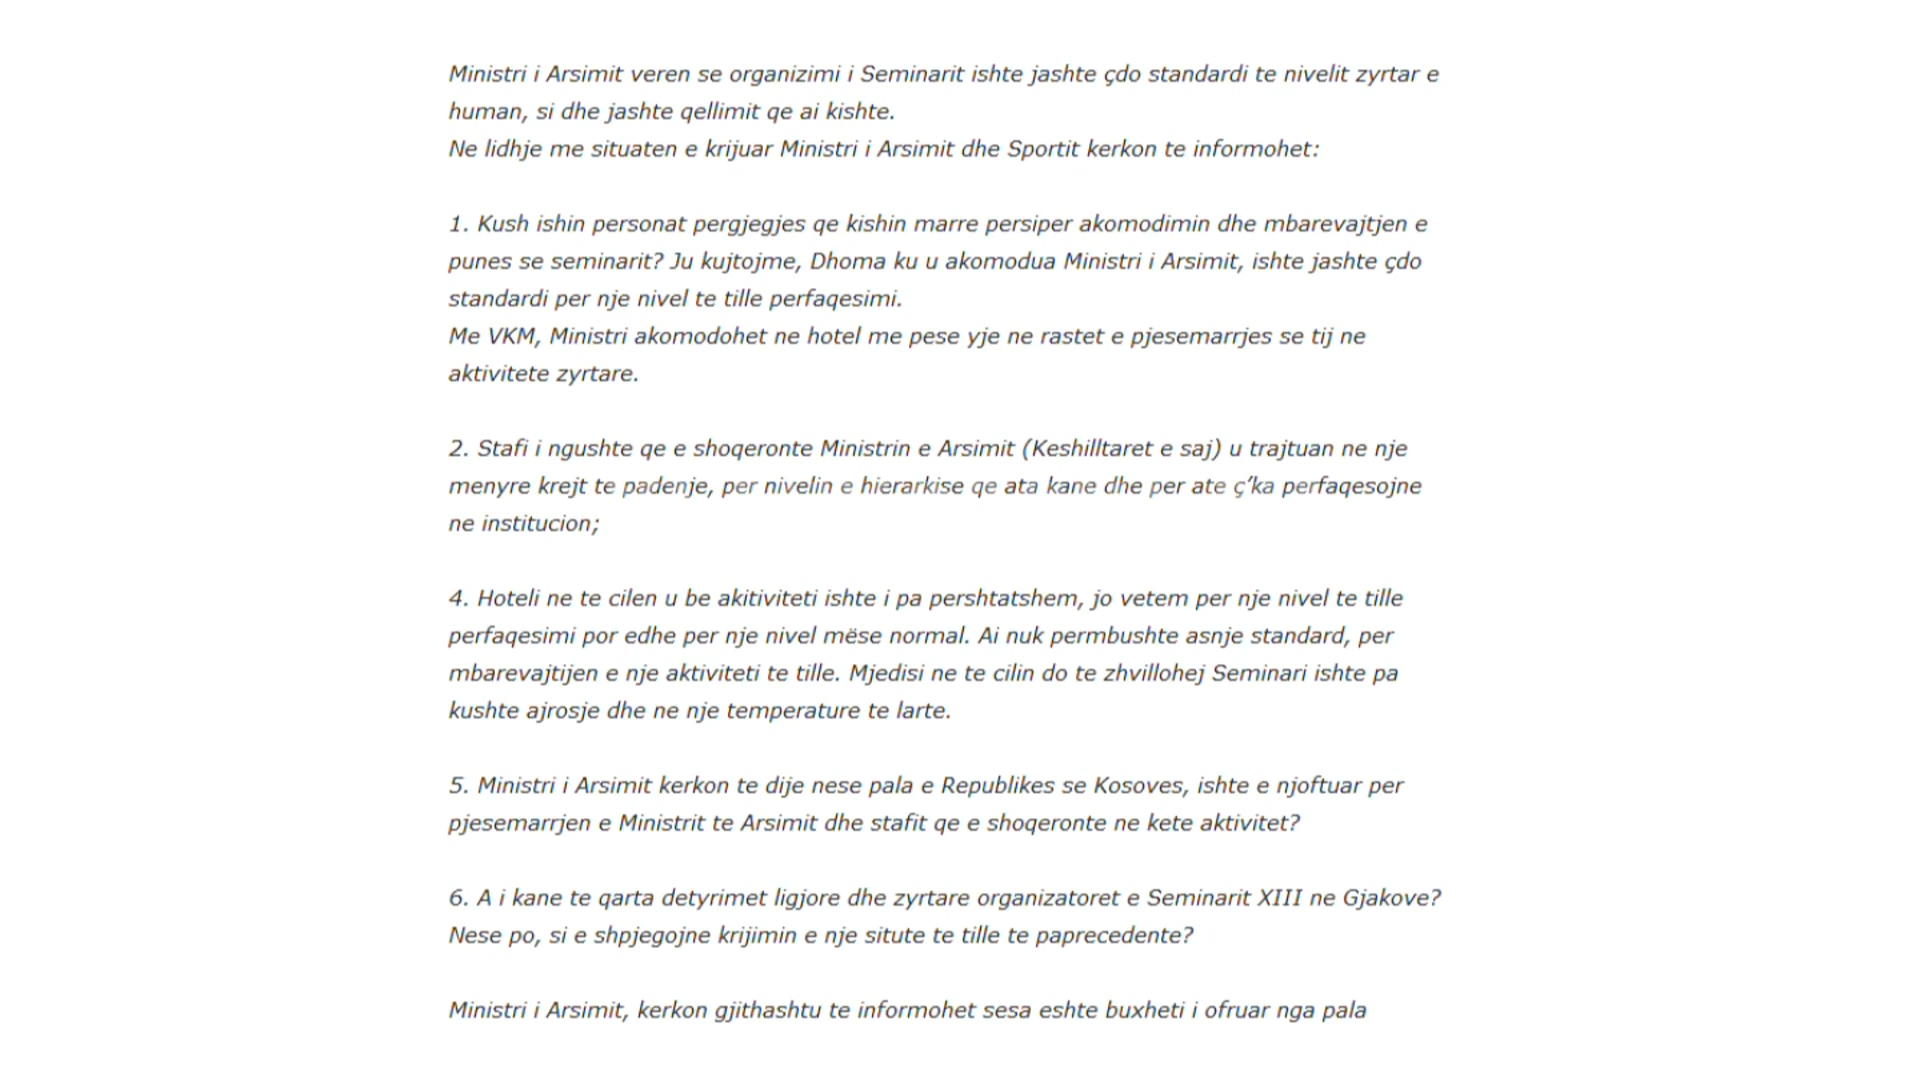 Ministri i Arsimit veren se organizimi i Seminarit ishte jashte çdo standardi te nivelit zyrtar e
human, si dhe jashte qellimit qe ai kishte.
Ne lidhje me situaten e krijuar Ministri i Arsimit dhe Sportit kerkon te informohet:
1. Kush ishin personat pergjegjes qe kishin marre persiper akomodimin dhe mbarevajtjen e
punes se seminarit? Ju kujtojme, Dhoma ku u akomodua Ministri i Arsimit, ishte jashte çdo
standardi per nje nivel te tille perfaqesimi.
Me VKM, Ministri akomodohet ne hotel me pese yje ne rastet e pjesemarrjes se tij ne
aktivitete zyrtare.
2. Stafi i ngushte qe e shoqeronte Ministrin e Arsimit (Keshilltaret e saj) u trajtuan ne nje
menyre krejt te padenje, per nivelin e hierarkise qe ata kane dhe per ate ç’ka perfaqesojne
ne institucion;
4. Hoteli ne te cilen u be akitiviteti ishte i pa pershtatshem, jo vetem per nje nivel te tille
perfaqesimi por edhe per nje nivel mëse normal. Ai nuk permbushte asnje standard, per
mbarevajtijen e nje aktiviteti te tille. Mjedisi ne te cilin do te zhvillohej Seminari ishte pa
kushte ajrosje dhe ne nje temperature te larte.
5. Ministri i Arsimit kerkon te dije nese pala e Republikes se Kosoves, ishte e njoftuar per
pjesemarrjen e Ministrit te Arsimit dhe stafit qe e shoqeronte ne kete aktivitet?
6. A i kane te qarta detyrimet ligjore dhe zyrtare organizatoret e Seminarit XIII ne Gjakove?
Nese po, si e shpjegojne krijimin e nje situte te tille te paprecedente?
Ministri i Arsimit, kerkon gjithashtu te informohet sesa eshte buxheti i ofruar nga pala